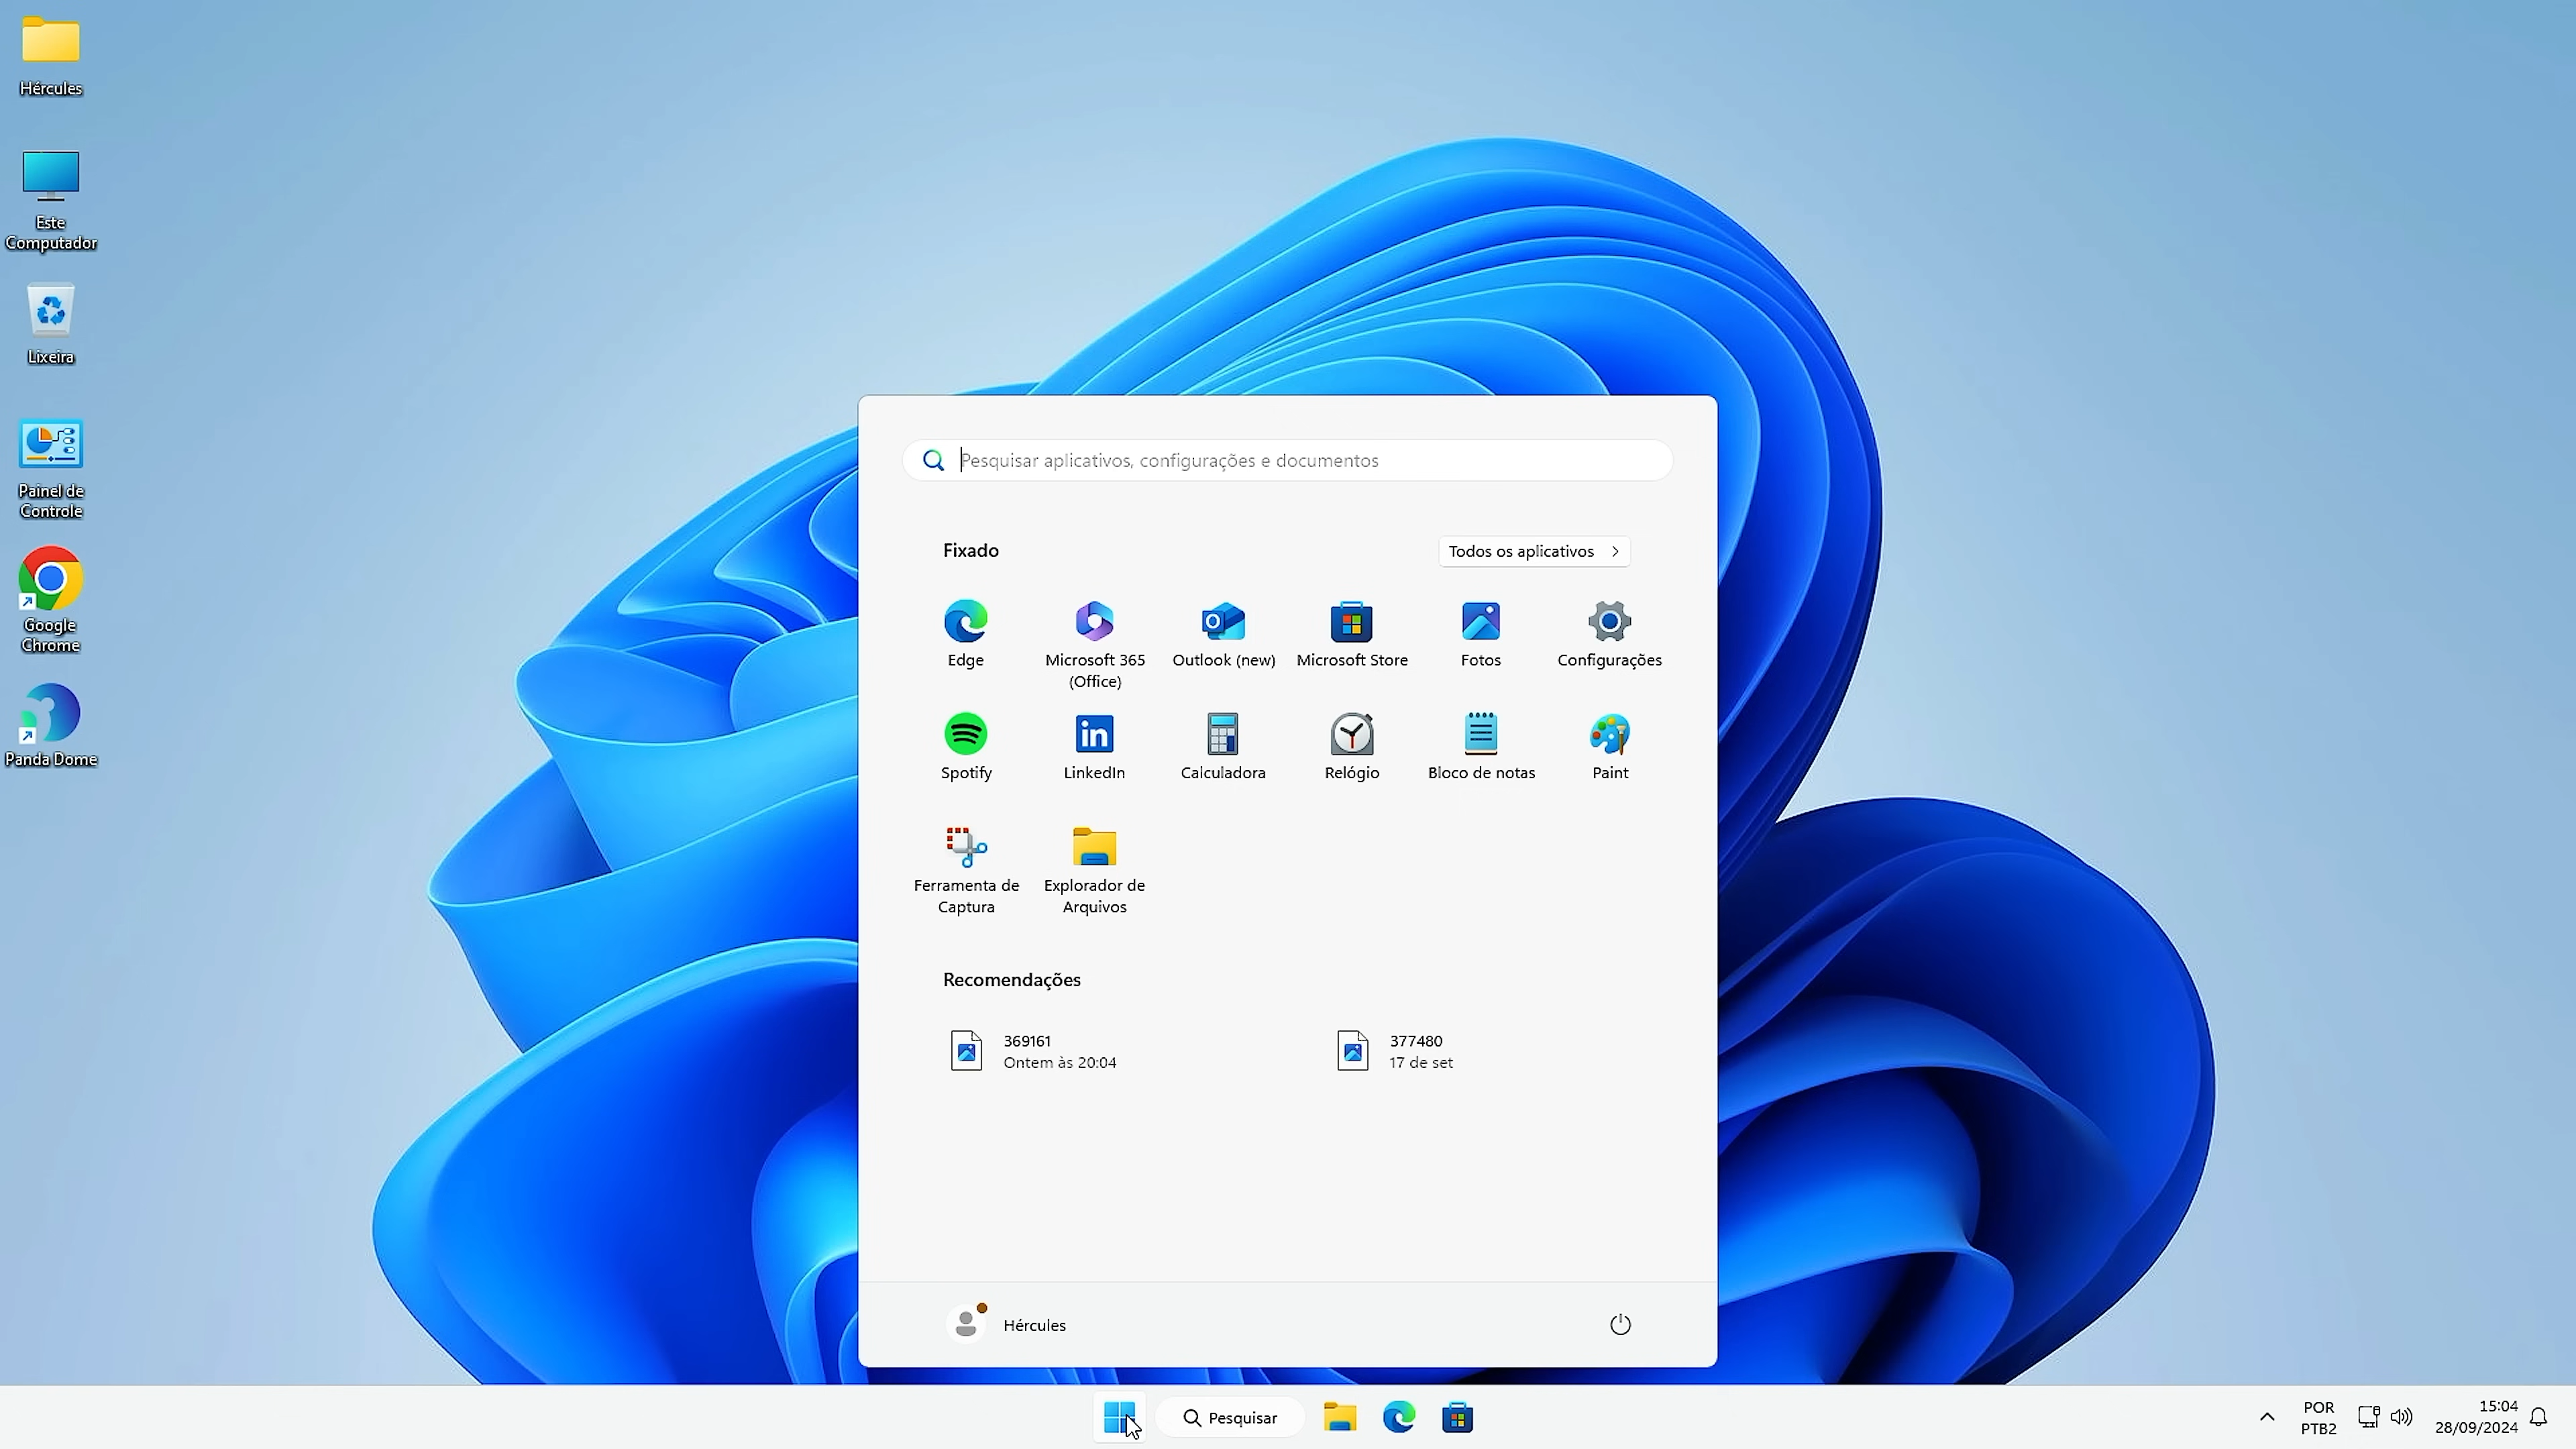 Hércules
Este
Computador
Lixeira
Painel de
Controle
Google
Chrome
Panda Dome
Pesquisar aplicativos, configurações e documentos
Fixado
Todos os aplicativos
Edge
Microsoft 365
(Office)
Outlook (new)
Microsoft Store
Fotos
Configurações
Spotify
LinkedIn
Calculadora
Relógio
Bloco de notas
Paint
Ferramenta de
Captura
Explorador de
Arquivos
Recomendações
369161
Ontem às 20:04
377480
17 de set
Hércules
Pesquisar
POR
PTB2
15:04
28/09/2024